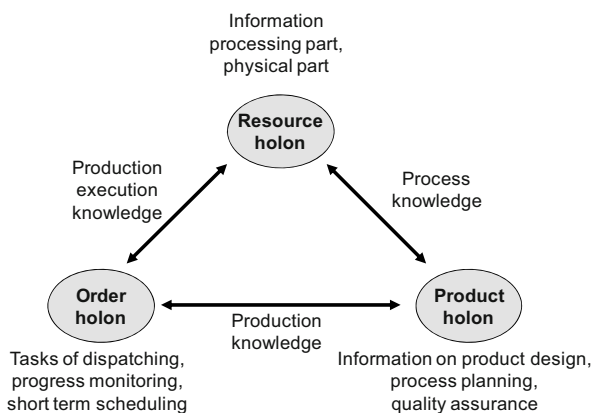 Information
processing part,
physical part
Resource
holon
Production
execution
knowledge
Process
knowledge
Order
holon
Production
knowledge
Product
holon
Tasks of dispatching,
progress monitoring,
short term scheduling
Information on product design,
process planning,
quality assurance